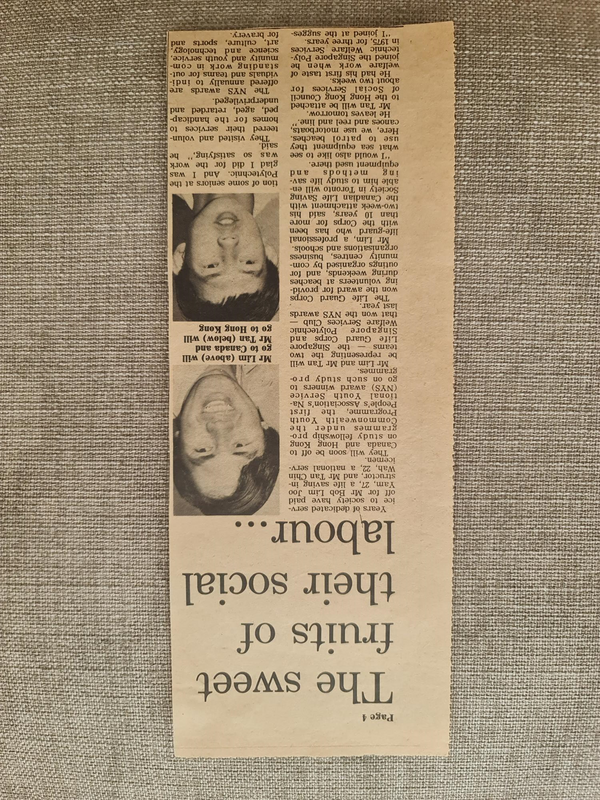 Page 4
The sweet
fruits of
their social
labour...
Years of dedicated serv-
ice to society have paid
off for Mr Bob Lim Joo
Yam, 27, a life saving in-
structor, and Mr Tan Chin
Wah, 22, a national serv-
iceman.
They will soon be off to
Canada and Hong Kong
on study fellowship pro-
grammes under the
Commonwealth Youth
Programme, the first
People's Association's Na-
tional Youth Service
(NYS) award winners to
go on such study pro-
grammes.
Mr Lim and Mr Tan will
be representing the two
teams — the Singapore
Life Guard Corps and
Singapore Polytechnic
Welfare Services Club —
that won the NYS awards
last year.
The Life Guard Corps
won the award for provid-
ing volunteers at beaches
during weekends, and for
outings organised by com-
munity centres, business
organisations and schools.
Mr Lim, a professional
life-guard who has been
with the Corps for more
than 10 years, said his
two-week attachment with
the Canadian Life Saving
Society in Toronto will en-
able him to study life sav-
ing methods and
equipment used there.
"I would also like to see
what sea equipment they
use to patrol beaches.
Here, we use motorboats,
canoes and reel and line."
He leaves tomorrow.
Mr Tan will be attached
to the Hong Kong Council
of Social Services for
about two weeks.
He had his first taste of
welfare work when he
joined the Singapore Poly-
technic Welfare Services
in 1975, for three years.
"I joined at the sugges-
Mr Lim (above) will
go to Canada and
Mr Tan (below) will
go to Hong Kong
tion of some seniors at the
Polytechnic. And I was
glad I did for the work
was so satisfying," he
said.
They visited and volun-
teered their services to
homes for the handicap-
ped, aged, retarded and
underprivileged.
The NYS awards are
offered annually to indi-
viduals and teams for out-
standing work in com-
munity and youth service,
science and technology,
art, culture, sports and
for bravery.